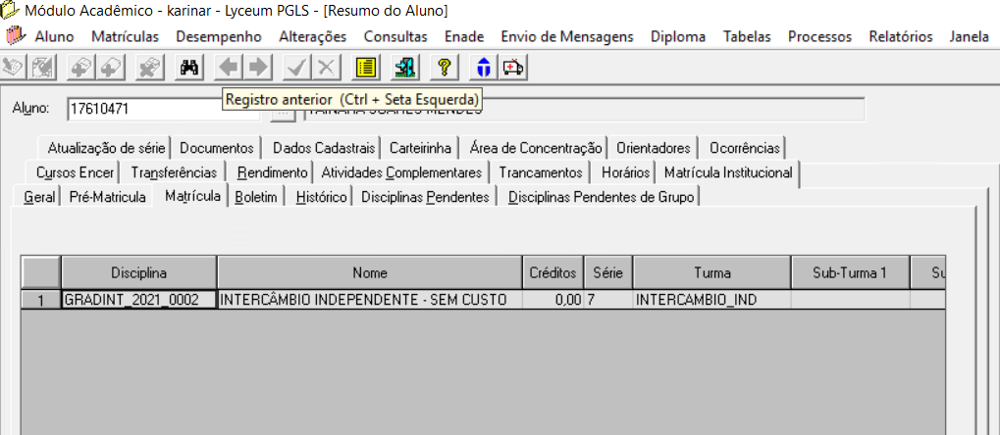 Módulo Acadêmico - karinar - Lyceum PGLS - [Resumo do Aluno]
Aluno Matrículas Desempenho Alterações Consultas Enade Envio de Mensagens Diploma Tabelas Processos Relatórios Janela
Registro anterior (Ctrl + Seta Esquerda)
Aluno: 17610471 ... TAINARA SOARES MENDES
Atualização de série Documentos Dados Cadastrais Carteirinha Área de Concentração Orientadores Ocorrências
Cursos Encer Transferências Rendimento Atividades Complementares Trancamentos Horários Matrícula Institucional
Geral Pré-Matricula Matrícula Boletim Histórico Disciplinas Pendentes Disciplinas Pendentes de Grupo
Disciplina Nome Créditos Série Turma Sub-Turma 1 Su
1 GRADINT_2021_0002 INTERCÂMBIO INDEPENDENTE - SEM CUSTO 0,00 7 INTERCAMBIO_IND